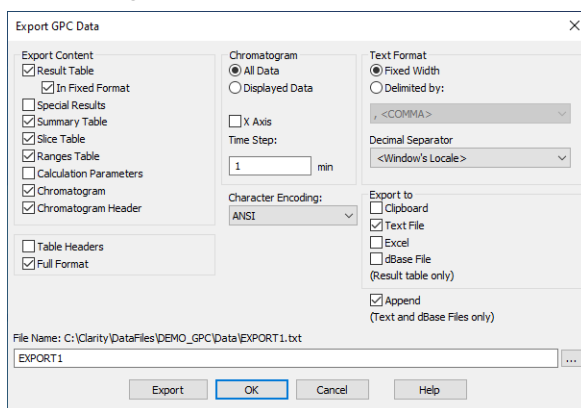 Export GPC Data
Export Content
Result Table
In Fixed Format
Special Results
Summary Table
Slice Table
Ranges Table
Calculation Parameters
Chromatogram
Chromatogram Header
Table Headers
Full Format
Chromatogram
All Data
Displayed Data
X Axis
Time Step:
1 min
Character Encoding:
ANSI
Text Format
Fixed Width
Delimited by:
, <COMMA>
Decimal Separator
<Window's Locale>
Export to
Clipboard
Text File
Excel
dBase File
(Result table only)
Append
(Text and dBase Files only)
File Name: C:\Clarity\DataFiles\DEMO_GPC\Data\EXPORT1.txt
EXPORT1
...
Export OK Cancel Help